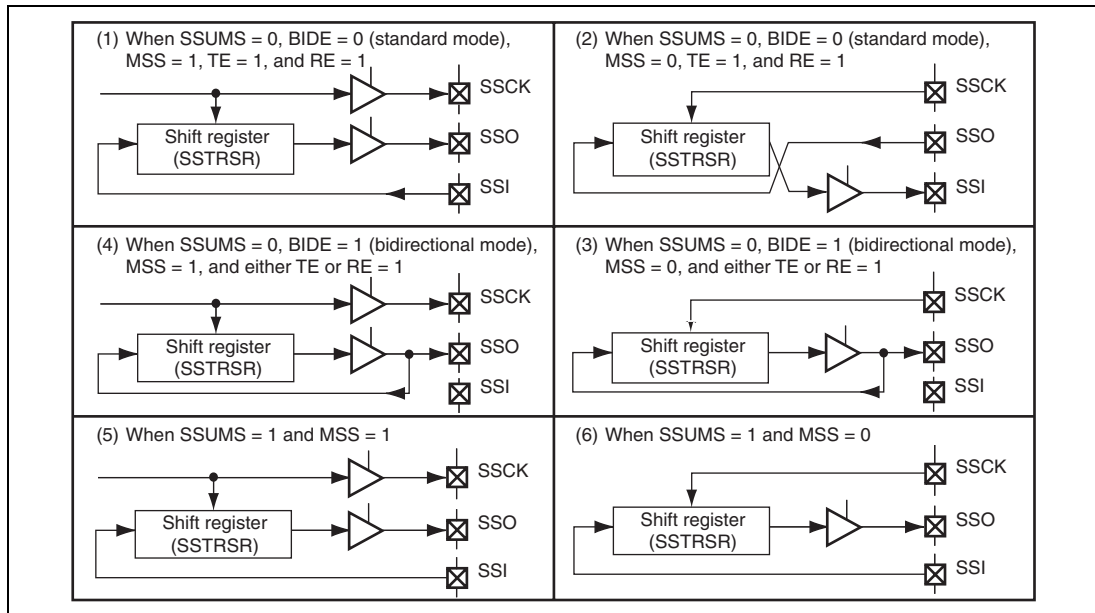 (1) When SSUMS = 0, BIDE = 0 (standard mode),
MSS = 1, TE = 1, and RE = 1
SSCK
Shift register
(SSTRSR)
SSO
SSI
(2) When SSUMS = 0, BIDE = 0 (standard mode),
MSS = 0, TE = 1, and RE = 1
SSCK
Shift register
(SSTRSR)
SSO
SSI
(4) When SSUMS = 0, BIDE = 1 (bidirectional mode),
MSS = 1, and either TE or RE = 1
SSCK
Shift register
(SSTRSR)
SSO
SSI
(3) When SSUMS = 0, BIDE = 1 (bidirectional mode),
MSS = 0, and either TE or RE = 1
SSCK
Shift register
(SSTRSR)
SSO
SSI
(5) When SSUMS = 1 and MSS = 1
SSCK
Shift register
(SSTRSR)
SSO
SSI
(6) When SSUMS = 1 and MSS = 0
SSCK
Shift register
(SSTRSR)
SSO
SSI